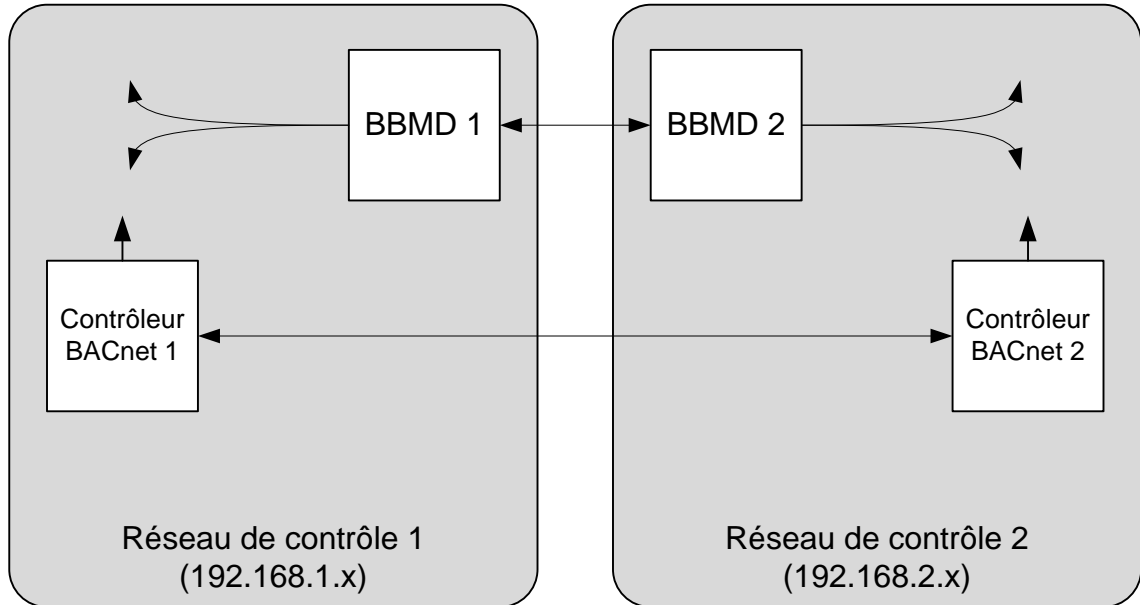 BBMD 1
BBMD 2
Contrôleur
BACnet 1
Contrôleur
BACnet 2
Réseau de contrôle 1
(192.168.1.x)
Réseau de contrôle 2
(192.168.2.x)